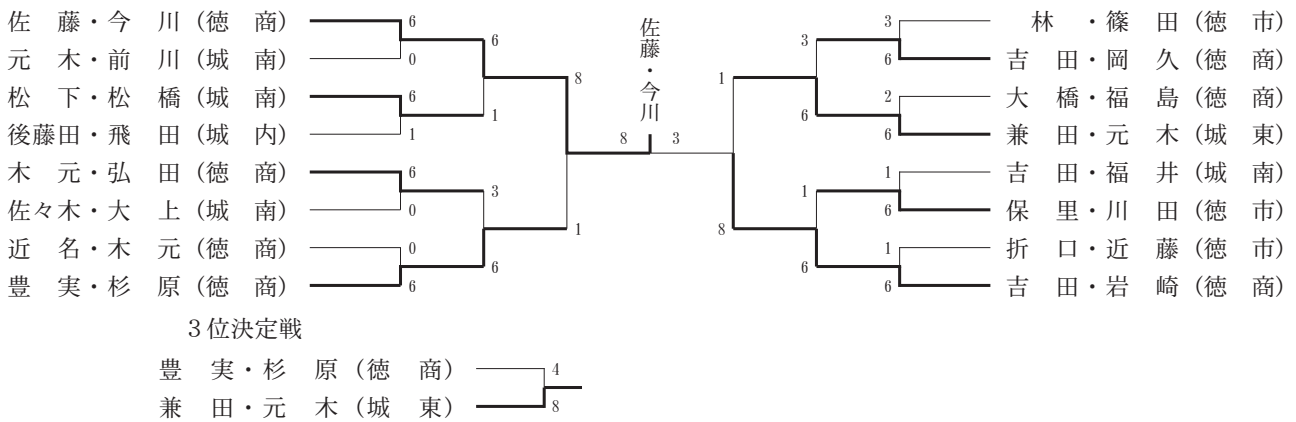 佐　藤・今　川（徳　商）
6
元　木・前　川（城　南）
0
6
松　下・松　橋（城　南）
6
1
後藤田・飛　田（城　内）
1
8
木　元・弘　田（徳　商）
6
3
佐々木・大　上（城　南）
0
1
近　名・木　元（徳　商）
0
6
豊　実・杉　原（徳　商）
6
佐藤・今川
8　3
林　・篠　田（徳　市）
3
吉　田・岡　久（徳　商）
6
3
大　橋・福　島（徳　商）
2
6
兼　田・元　木（城　東）
6
1
吉　田・福　井（城　南）
1
保　里・川　田（徳　市）
6
1
8
折　口・近　藤（徳　市）
1
6
吉　田・岩　崎（徳　商）
6
３位決定戦
豊　実・杉　原（徳　商）
4
兼　田・元　木（城　東）
8